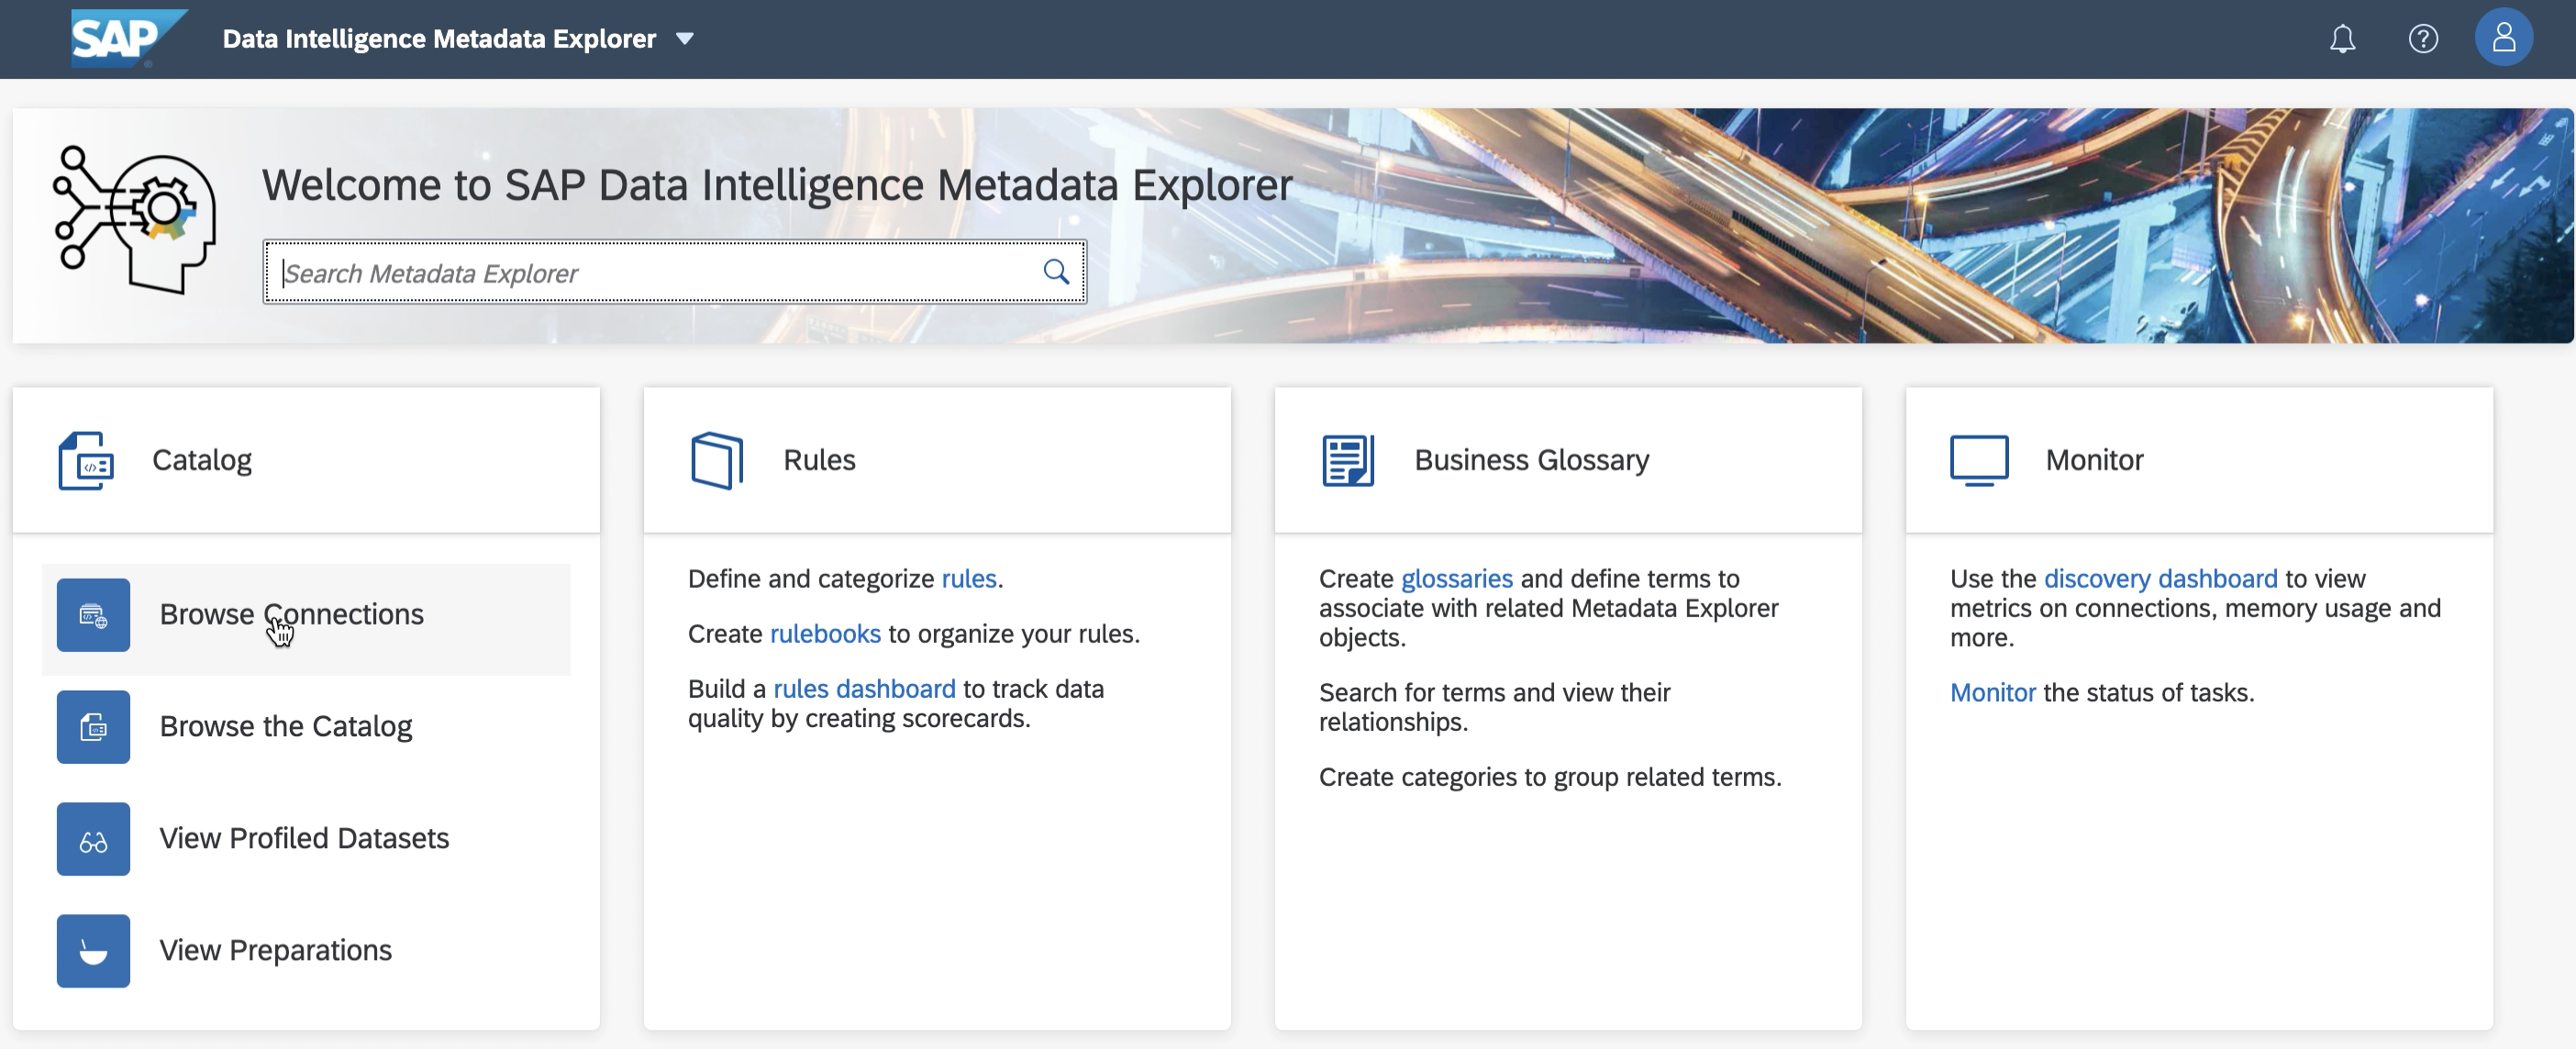 SAP
Data Intelligence Metadata Explorer
Welcome to SAP Data Intelligence Metadata Explorer
Search Metadata Explorer
Catalog
Browse Connections
Browse the Catalog
View Profiled Datasets
View Preparations
Rules
Define and categorize rules.
Create rulebooks to organize your rules.
Build a rules dashboard to track data
quality by creating scorecards.
Business Glossary
Create glossaries and define terms to
associate with related Metadata Explorer
objects.
Search for terms and view their
relationships.
Create categories to group related terms.
Monitor
Use the discovery dashboard to view
metrics on connections, memory usage and
more.
Monitor the status of tasks.